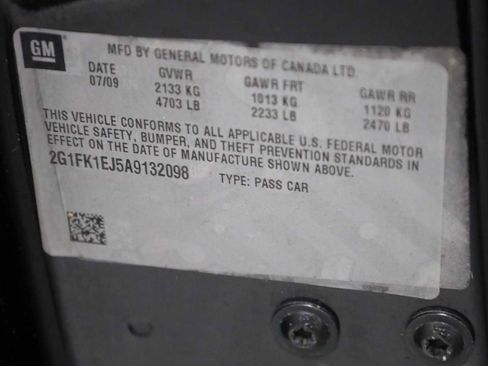 GM
MFD BY GENERAL MOTORS OF CANADA LTD.
DATE GVWR GAWR FRT GAWR RR
07/09 2133 KG 1013 KG 1120 KG
4703 LB 2233 LB 2470 LB
THIS VEHICLE CONFORMS TO ALL APPLICABLE U.S. FEDERAL MOTOR
VEHICLE SAFETY, BUMPER, AND THEFT PREVENTION STANDARDS IN
EFFECT ON THE DATE OF MANUFACTURE SHOWN ABOVE.
2G1FK1EJ5A9132098 TYPE: PASS CAR